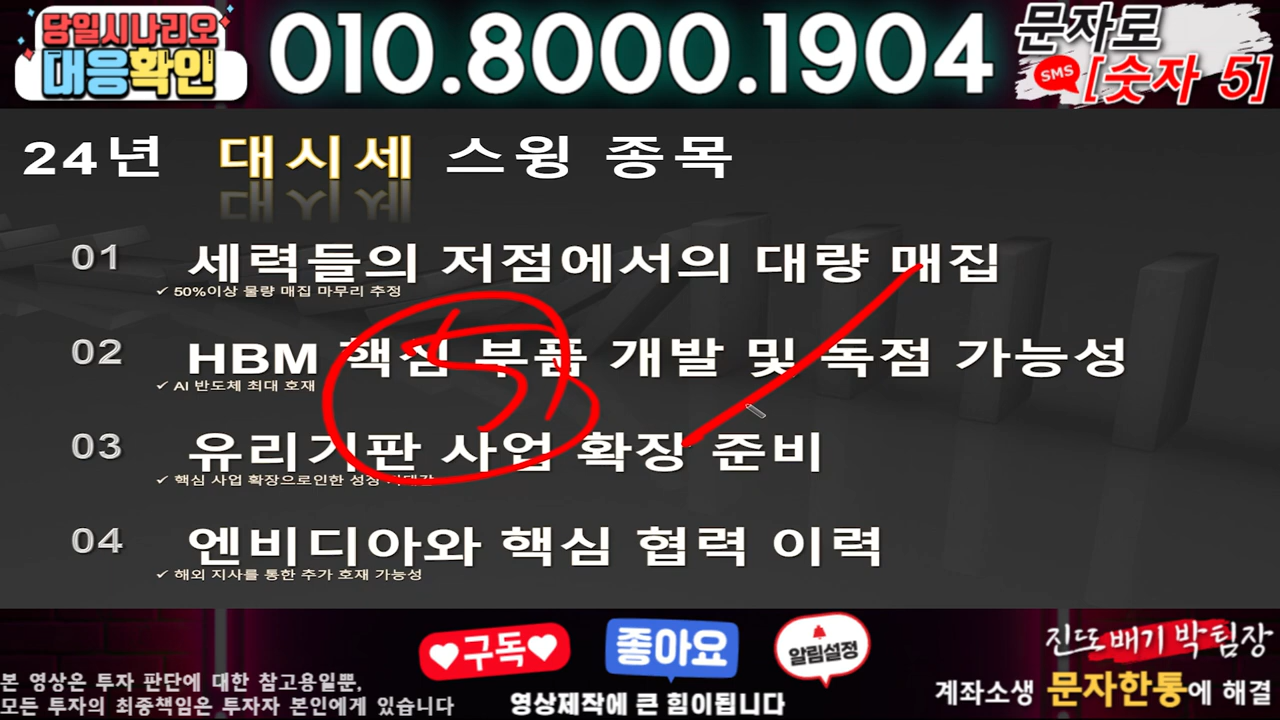 당일시나리오
대응확인
010.8000.1904
문자로
SMS [숫자 5]
24년 대시세 스윙 종목
01 세력들의 저점에서의 대량 매집
✓ 50%이상 물량 매집 마무리 추정
02 HBM 핵심 부품 개발 및 독점 가능성
✓ AI 반도체 최대 호재
5
03 유리기판 사업 확장 준비
✓ 핵심 사업 확장으로인한 성장 기대감
04 엔비디아와 핵심 협력 이력
✓ 해외 지사를 통한 추가 호재 가능성
구독
좋아요
알림설정
영상제작에 큰 힘이됩니다
본 영상은 투자 판단에 대한 참고용일뿐,
모든 투자의 최종책임은 투자자 본인에게 있습니다
진또배기 박팀장
계좌소생 문자한통에 해결